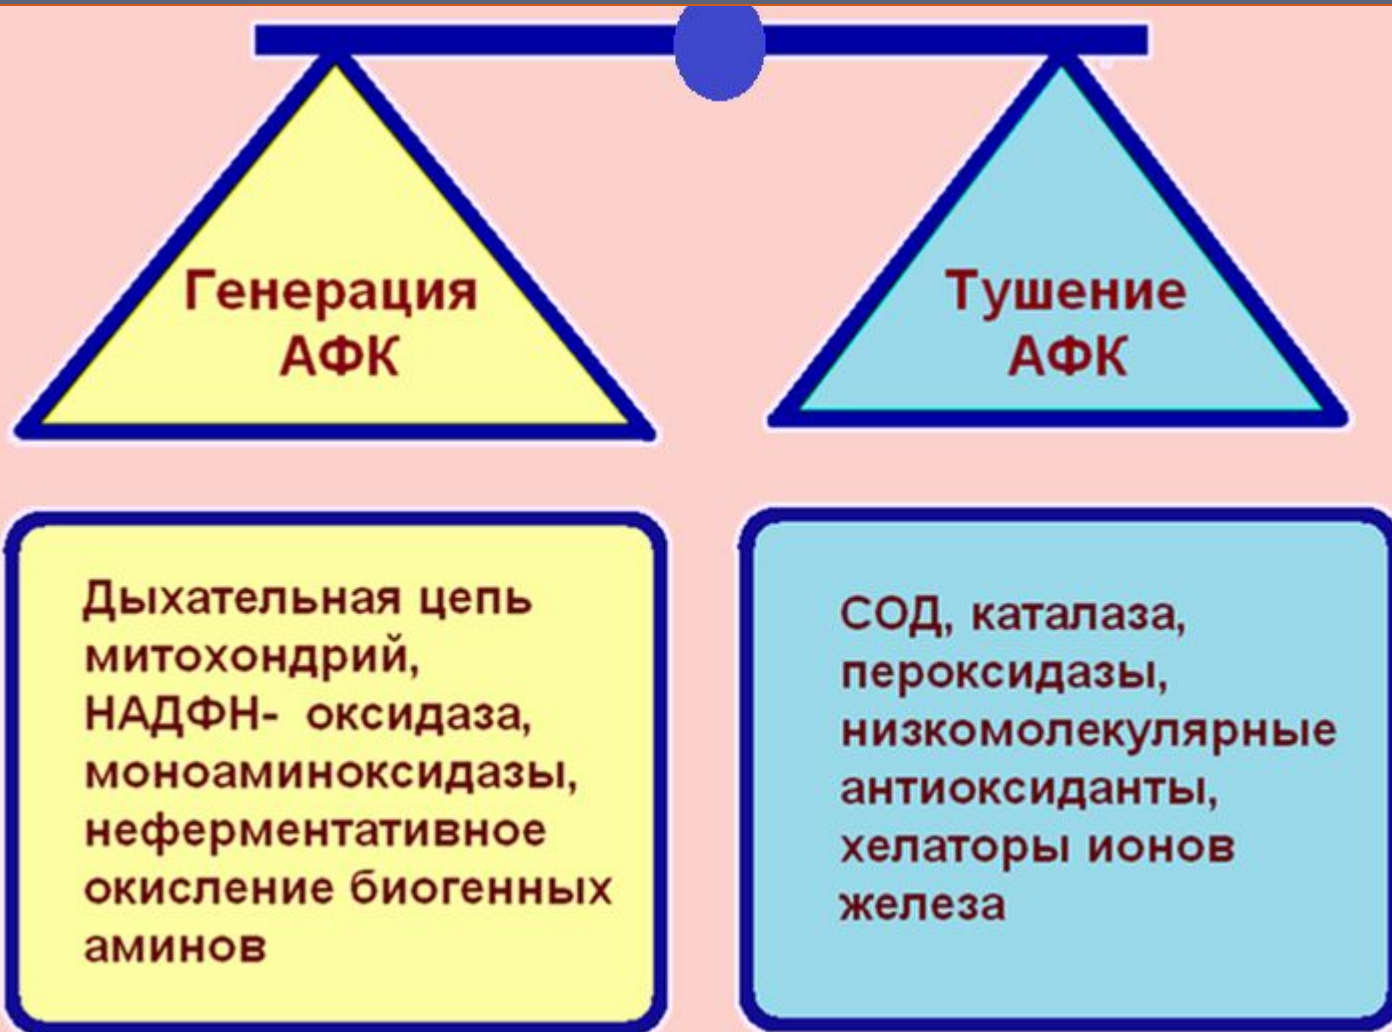 Генерация
АФК
Тушение
АФК
Дыхательная цепь
митохондрий,
НАДФН- оксидаза,
моноаминоксидазы,
неферментативное
окисление биогенных
аминов
СОД, каталаза,
пероксидазы,
низкомолекулярные
антиоксиданты,
хелаторы ионов
железа